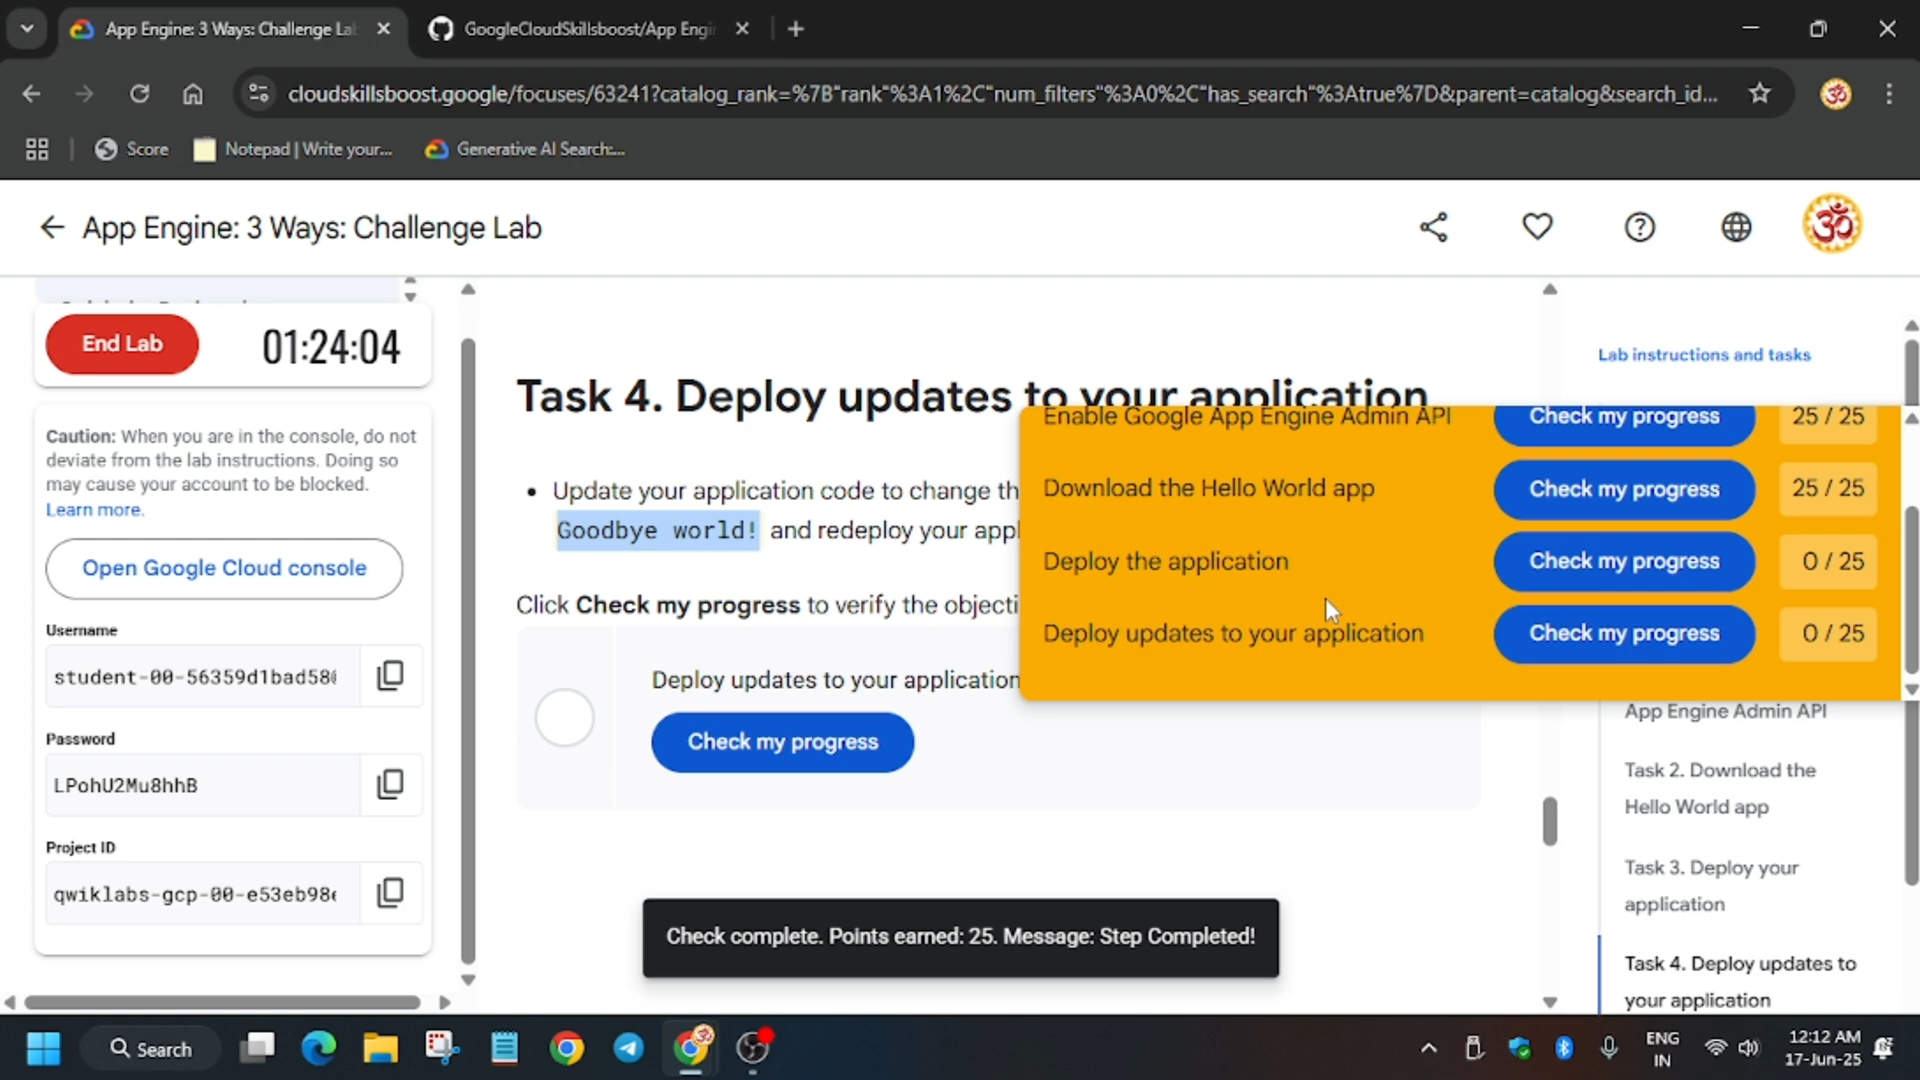 App Engine: 3 Ways: Challenge La
GoogleCloudSkillsboost/App Engi
cloudskillsboost.google/focuses/63241?catalog_rank=%7B"rank"%3A1%2C"num_filters"%3A0%2C"has_search"%3Atrue%7D&parent=catalog&search_id...
Score
Notepad | Write your...
Generative AI Search:...
App Engine: 3 Ways: Challenge Lab
End Lab
01:24:04
Caution: When you are in the console, do not
deviate from the lab instructions. Doing so
may cause your account to be blocked.
Learn more.
Open Google Cloud console
Username
student-00-56359d1bad580
Password
LPohU2Mu8hhB
Project ID
qwiklabs-gcp-00-e53eb98e
Task 4. Deploy updates to your application
Update your application code to change th
Goodbye world! and redeploy your appl
Click Check my progress to verify the objecti
Deploy updates to your application
Check my progress
Enable Google App Engine Admin API
Check my progress
25 / 25
Download the Hello World app
Check my progress
25 / 25
Deploy the application
Check my progress
0 / 25
Deploy updates to your application
Check my progress
0 / 25
Check complete. Points earned: 25. Message: Step Completed!
Lab instructions and tasks
App Engine Admin API
Task 2. Download the
Hello World app
Task 3. Deploy your
application
Task 4. Deploy updates to
your application
Search
ENG
IN
12:12 AM
17-Jun-25